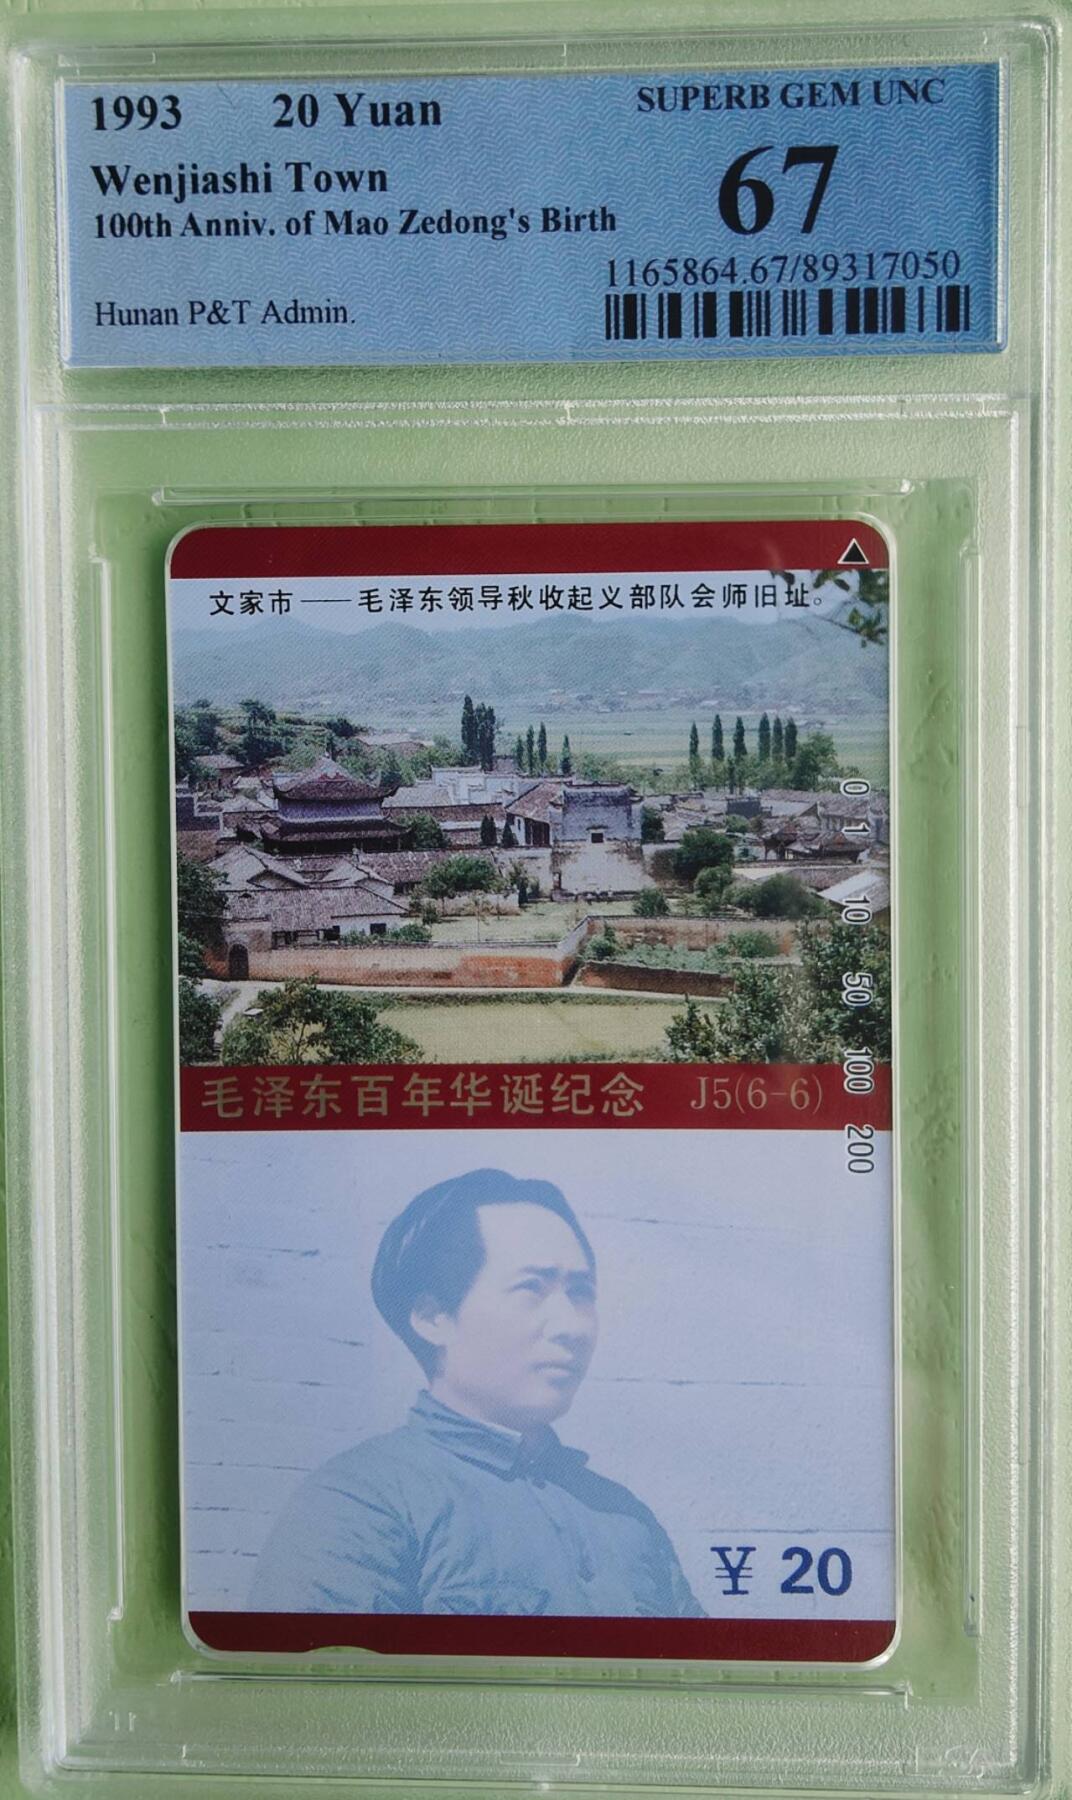 1993 20 Yuan
SUPERB GEM UNC
Wenjiashi Town
67
100th Anniv. of Mao Zedong's Birth
1165864.67/89317050
Hunan P&T Admin.
文家市——毛泽东领导秋收起义部队会师旧址。
0
1
10
50
100
200
毛泽东百年华诞纪念 J5(6-6)
¥ 20